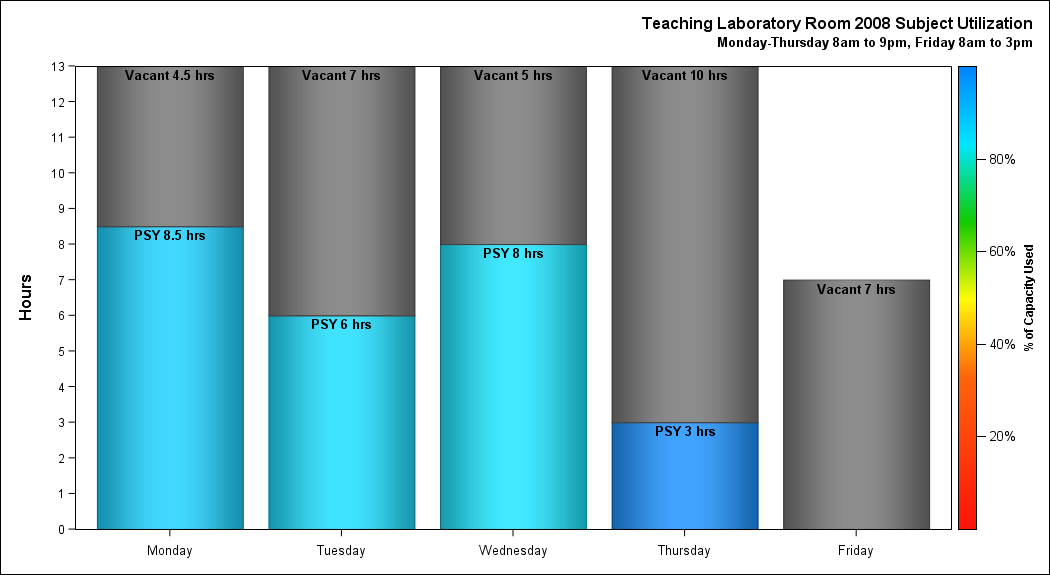 Teaching Laboratory Room 2008 Subject Utilization
Monday-Thursday 8am to 9pm, Friday 8am to 3pm
Hours
13
12
11
10
9
8
7
6
5
4
3
2
1
0
Vacant 4.5 hrs
PSY 8.5 hrs
Vacant 7 hrs
PSY 6 hrs
Vacant 5 hrs
PSY 8 hrs
Vacant 10 hrs
PSY 3 hrs
Vacant 7 hrs
Monday
Tuesday
Wednesday
Thursday
Friday
80%
60%
40%
20%
% of Capacity Used